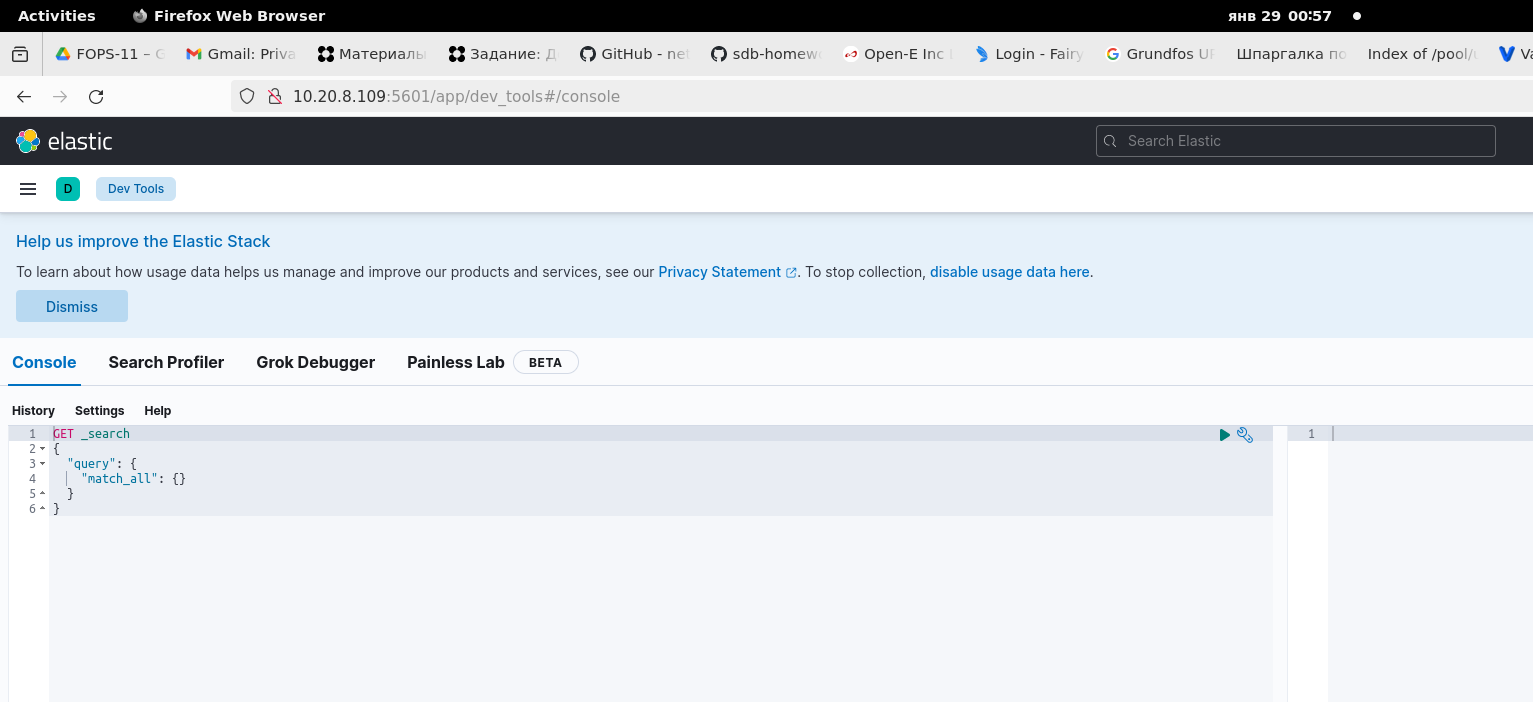 Activities Firefox Web Browser янв 29 00:57
FOPS-11 – G Gmail: Priva Материалы Задание: Д GitHub - net sdb-homew Open-E Inc Login - Fairy Grundfos UP Шпаргалка по Index of /pool/u Va
10.20.8.109:5601/app/dev_tools#/console
elastic Search Elastic
D Dev Tools
Help us improve the Elastic Stack
To learn about how usage data helps us manage and improve our products and services, see our Privacy Statement . To stop collection, disable usage data here.
Dismiss
Console Search Profiler Grok Debugger Painless Lab BETA
History Settings Help
1 GET _search 1
2 {
3 "query": {
4 "match_all": {}
5 }
6 }